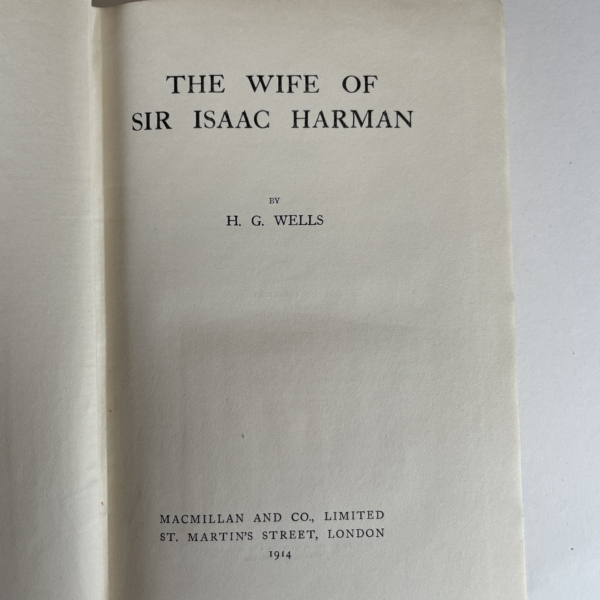 THE WIFE OF
SIR ISAAC HARMAN
BY
H. G. WELLS
MACMILLAN AND CO., LIMITED
ST. MARTIN'S STREET, LONDON
1914